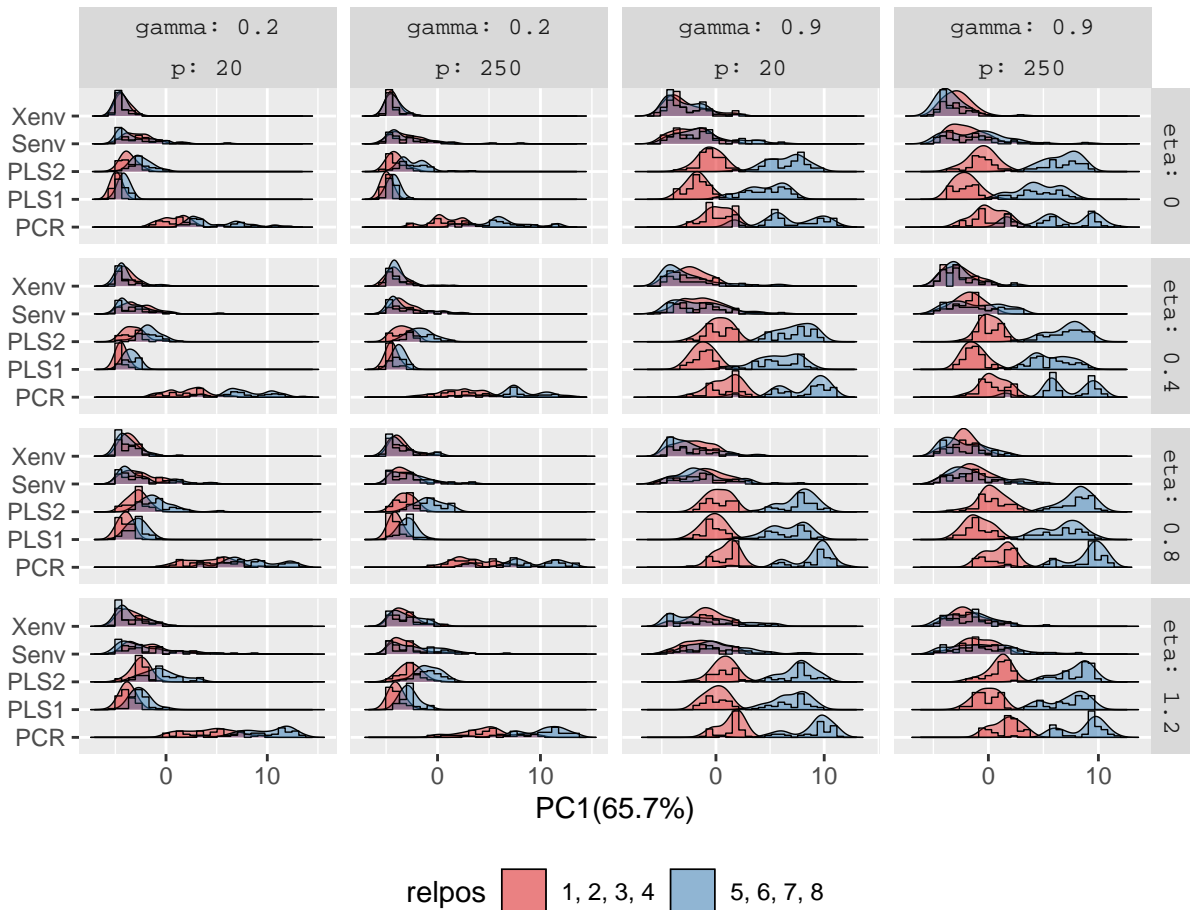 gamma: 0.2
p: 20
gamma: 0.2
p: 250
gamma: 0.9
p: 20
gamma: 0.9
p: 250
Xenv
Senv
PLS2
PLS1
PCR
eta: 0
Xenv
Senv
PLS2
PLS1
PCR
eta: 0.4
Xenv
Senv
PLS2
PLS1
PCR
eta: 0.8
Xenv
Senv
PLS2
PLS1
PCR
eta: 1.2
0 10 0 10 0 10 0 10
PC1(65.7%)
relpos 1, 2, 3, 4 5, 6, 7, 8